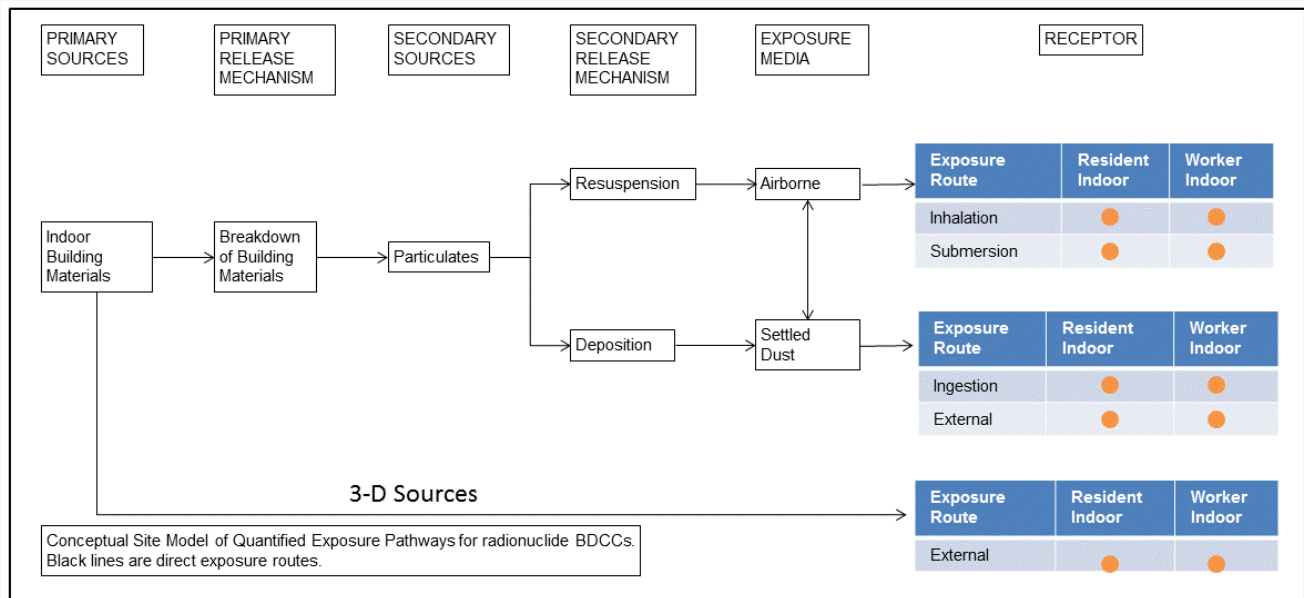 PRIMARY
SOURCES
PRIMARY
RELEASE
MECHANISM
SECONDARY
SOURCES
SECONDARY
RELEASE
MECHANISM
EXPOSURE
MEDIA
RECEPTOR
Indoor
Building
Materials
Breakdown
of Building
Materials
Particulates
Resuspension
Airborne
Deposition
Settled
Dust
Exposure
Route
Resident
Indoor
Worker
Indoor
Inhalation
Submersion
Exposure
Route
Resident
Indoor
Worker
Indoor
Ingestion
External
3-D Sources
Exposure
Route
Resident
Indoor
Worker
Indoor
External
Conceptual Site Model of Quantified Exposure Pathways for radionuclide BDCCs.
Black lines are direct exposure routes.